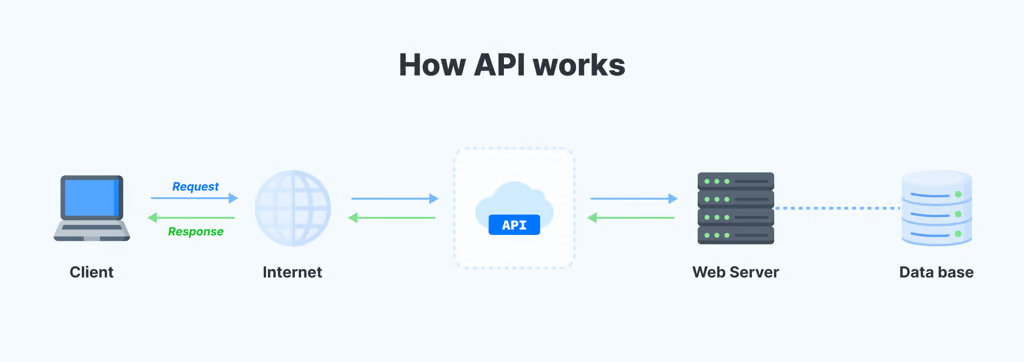 How API works
Request
Response
API
Client
Internet
Web Server
Data base